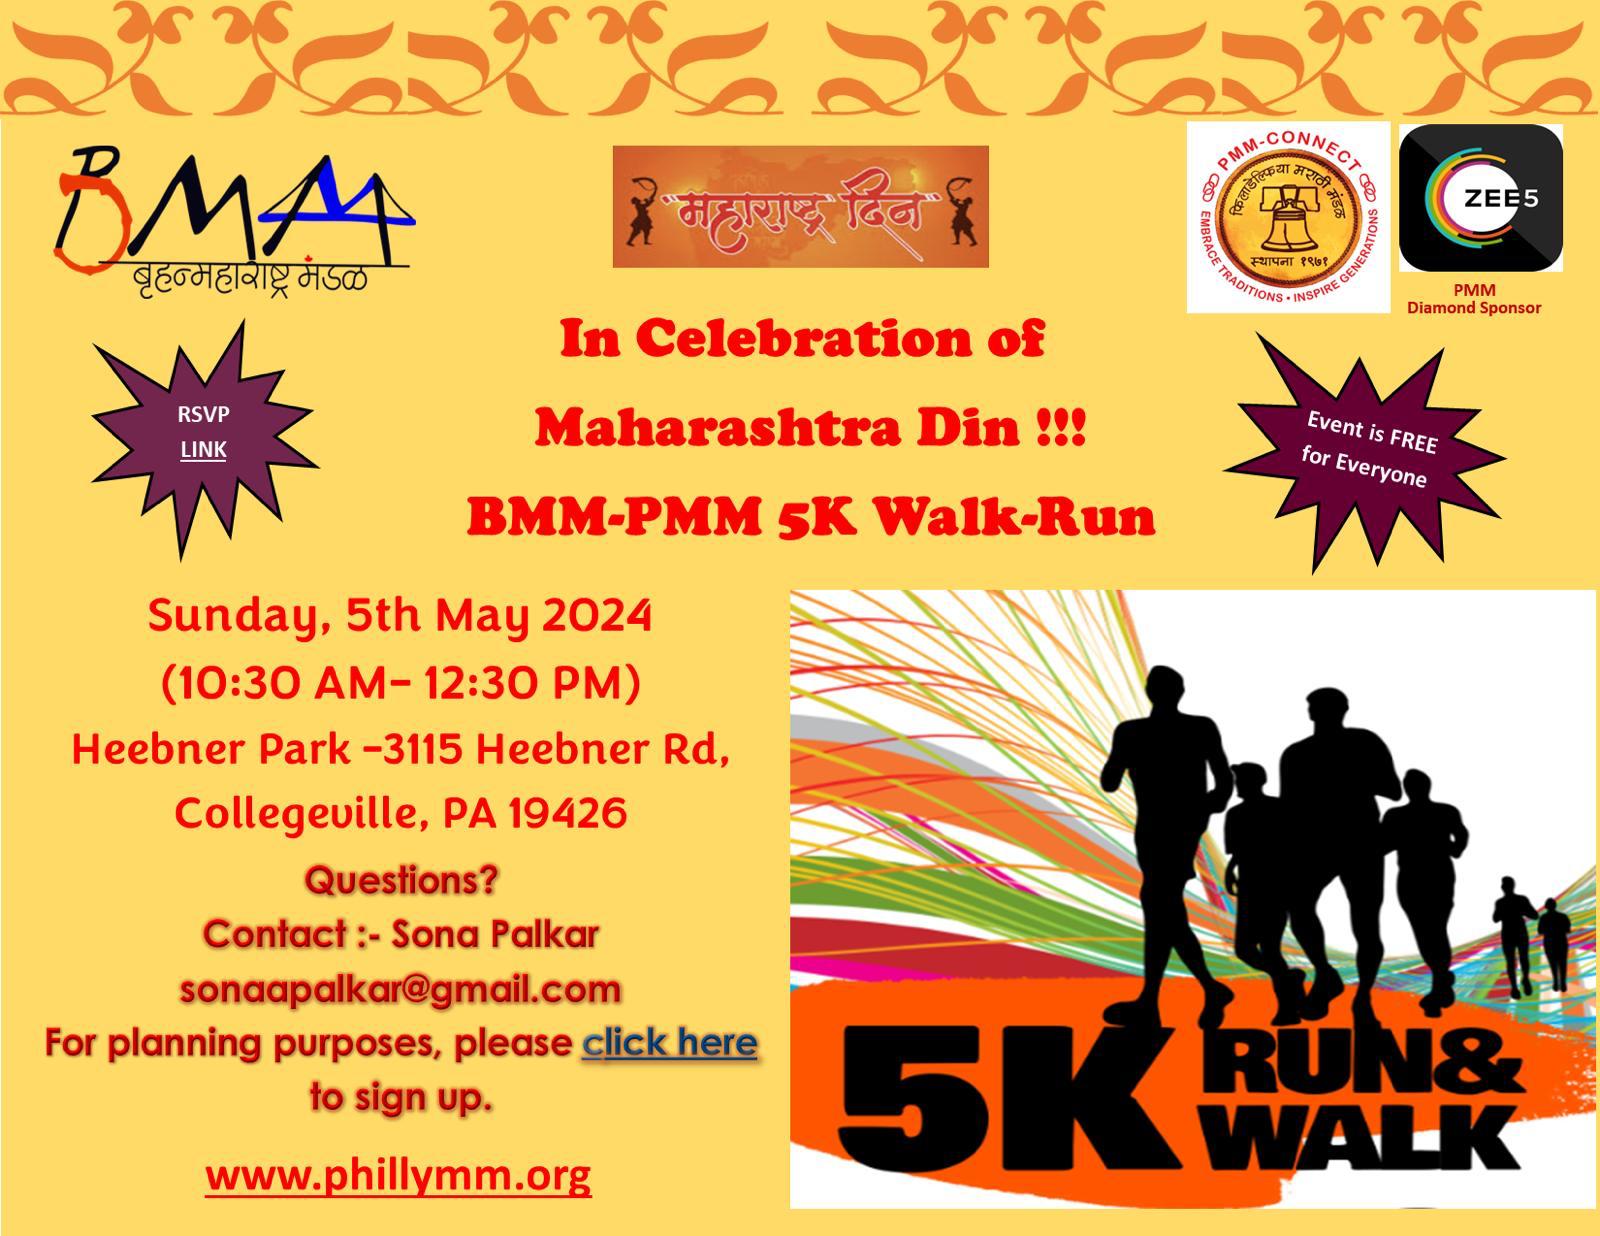 BMM
बृहन्महाराष्ट्र मंडळ
"महाराष्ट्र दिन"
PMM-CONNECT
फिलाडेल्फिया मराठी मंडळ
स्थापना १९७१
EMBRACE TRADITIONS • INSPIRE GENERATIONS
ZEE5
PMM
Diamond Sponsor
In Celebration of
Maharashtra Din !!!
BMM-PMM 5K Walk-Run
RSVP
LINK
Event is FREE
for Everyone
Sunday, 5th May 2024
(10:30 AM– 12:30 PM)
Heebner Park –3115 Heebner Rd,
Collegeville, PA 19426
Questions?
Contact :- Sona Palkar
sonaapalkar@gmail.com
For planning purposes, please click here
to sign up.
www.phillymm.org
5K RUN&
WALK